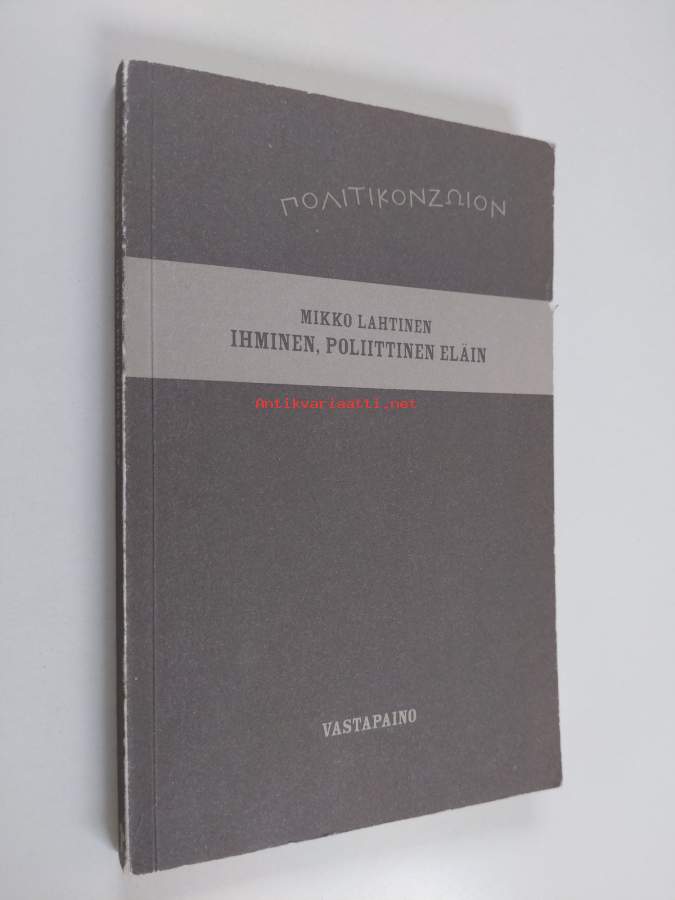 ΠΟΛΙΤΙΚΟΝΖΩΙΟΝ
MIKKO LAHTINEN
IHMINEN, POLIITTINEN ELÄIN
Antikvariaatti.net
VASTAPAINO